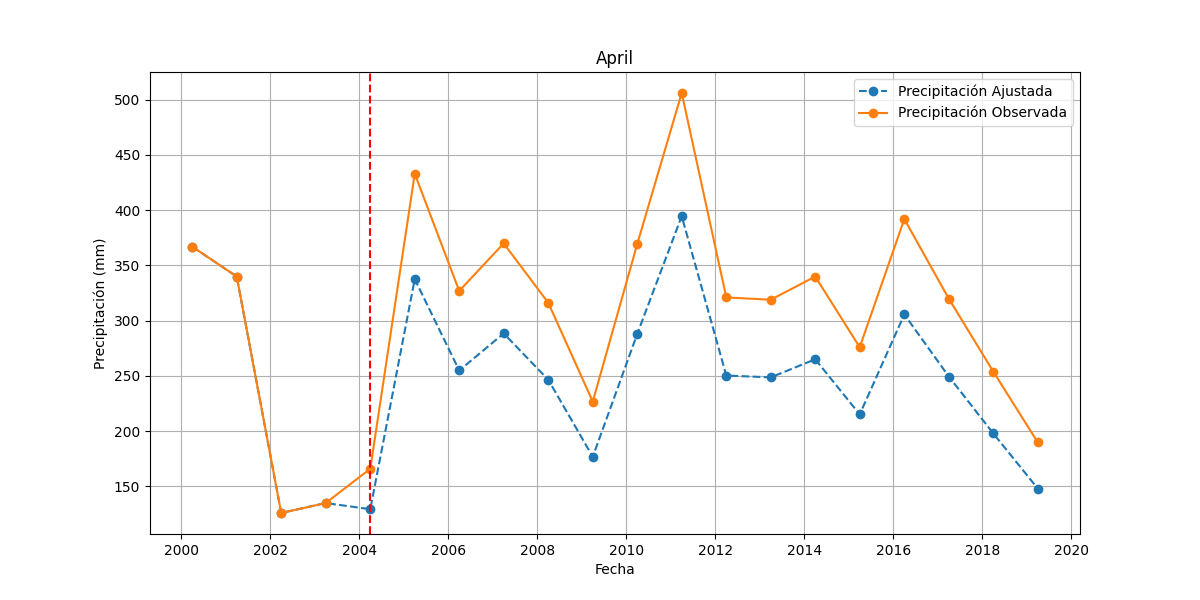 April
Precipitación Ajustada
Precipitación Observada
Precipitación (mm)
500
450
400
350
300
250
200
150
2000 2002 2004 2006 2008 2010 2012 2014 2016 2018 2020
Fecha